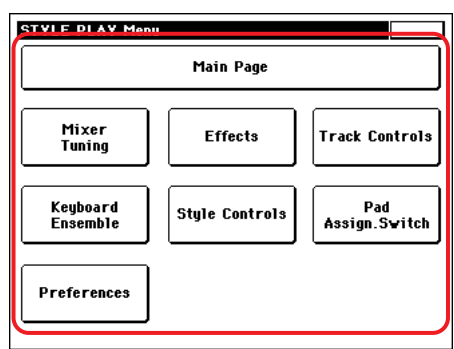 STYLE PLAY Menu
Main Page
Mixer
Tuning
Effects
Track Controls
Keyboard
Ensemble
Style Controls
Pad
Assign.Switch
Preferences